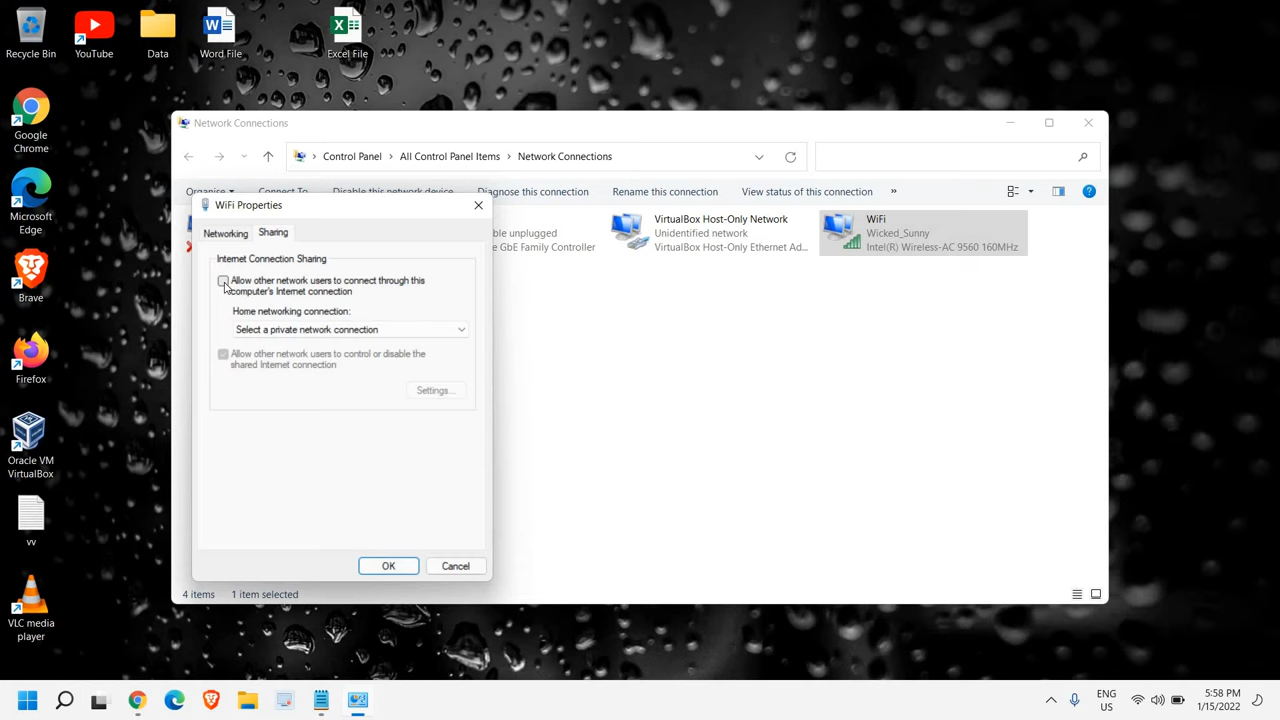 Recycle Bin
YouTube
Data
Word File
Excel File
Google
Chrome
Microsoft
Edge
Brave
Firefox
Oracle VM
VirtualBox
vv
VLC media
player
Network Connections
Control Panel
All Control Panel Items
Network Connections
Organise
Connect To
Disable this network device
Diagnose this connection
Rename this connection
View status of this connection
»
able unplugged
e GbE Family Controller
VirtualBox Host-Only Network
Unidentified network
VirtualBox Host-Only Ethernet Ad...
WiFi
Wicked_Sunny
Intel(R) Wireless-AC 9560 160MHz
WiFi Properties
Networking
Sharing
Internet Connection Sharing
Allow other network users to connect through this
computer's Internet connection
Home networking connection:
Select a private network connection
Allow other network users to control or disable the
shared Internet connection
Settings...
OK
Cancel
4 items
1 item selected
ENG
US
5:58 PM
1/15/2022